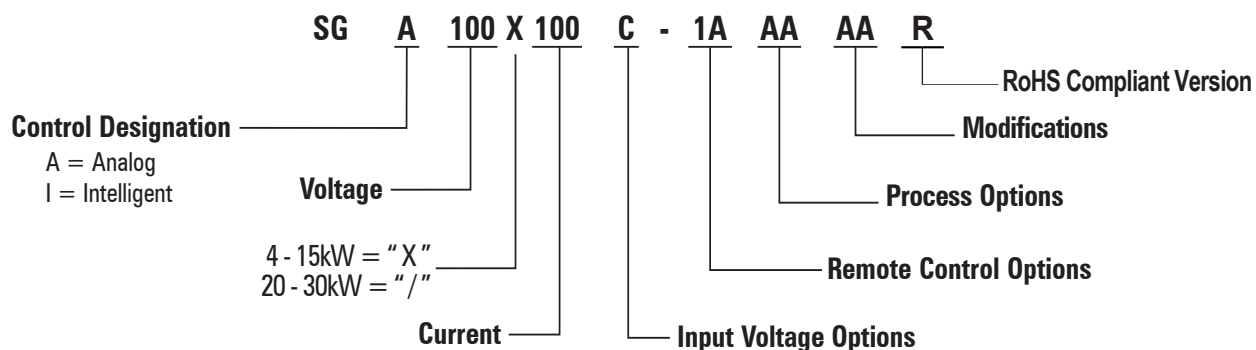 SG A 100 X 100 C - 1A AA AA R
RoHS Compliant Version
Control Designation
Modifications
A = Analog
I = Intelligent
Voltage
Process Options
4 - 15kW = “X”
20 - 30kW = “/”
Remote Control Options
Current
Input Voltage Options